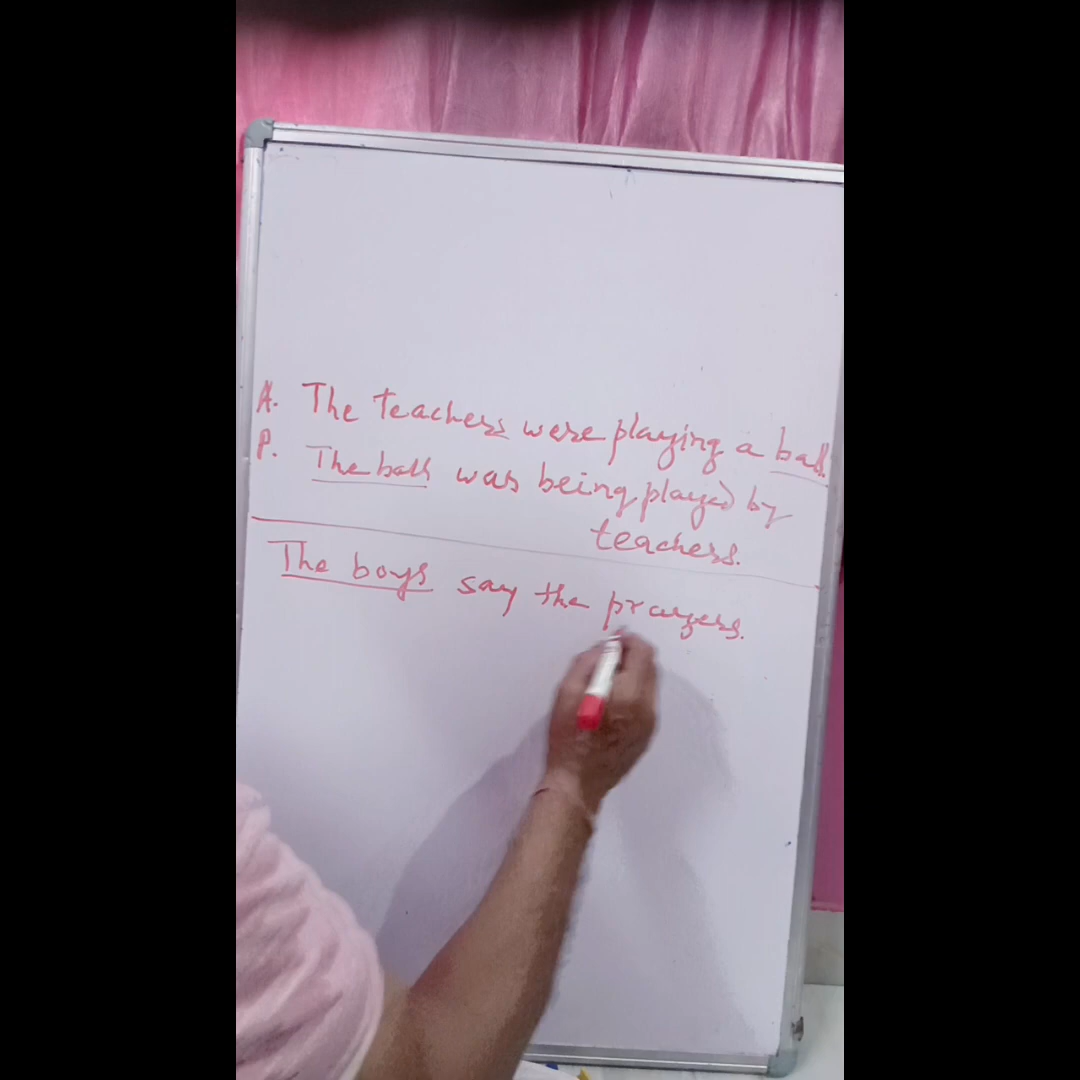 A. The teachers were playing a ball.
P. The ball was being played by
teachers.
The boys say the prayers.